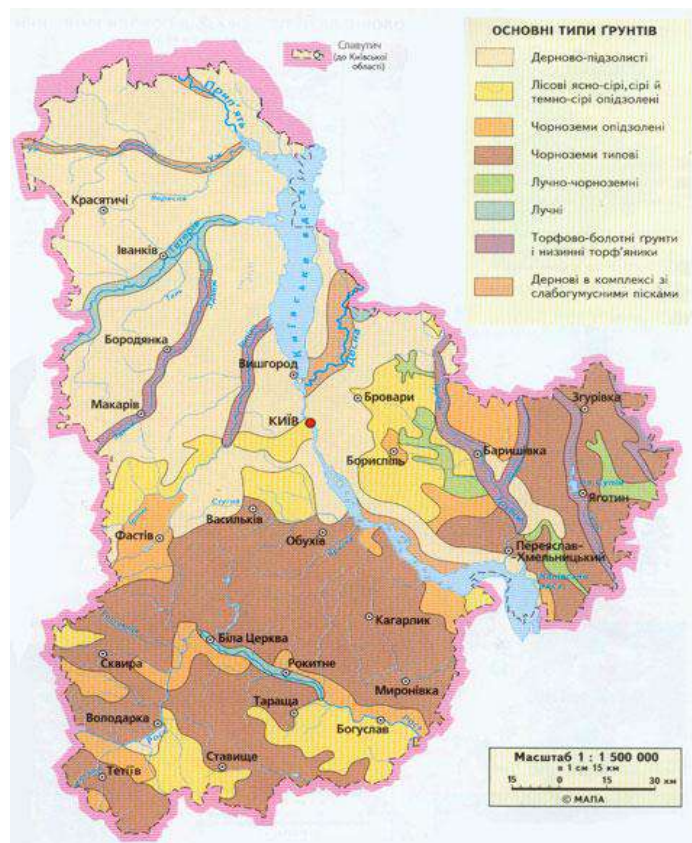 Славутич
(до Київської
області)
ОСНОВНІ ТИПИ ҐРУНТІВ
Дерново-підзолисті
Лісові ясно-сірі, сірі й
темно-сірі опідзолені
Чорноземи опідзолені
Чорноземи типові
Лучно-чорноземні
Лучні
Торфово-болотні ґрунти
і низинні торф'яники
Дернові в комплексі зі
слабогумусними пісками
Прип'ять
Уж
Красятичі
Іванків
Тетерів
Київське вдсх.
Бородянка
Десна
Вишгород
Макарів
Бровари
КИЇВ
Згурівка
Бориспіль
Баришівка
Яготин
Стугна
Васильків
Фастів
Обухів
Переяслав-
-Хмельницький
Кагарлик
Біла Церква
Сквира
Рокитне
Миронівка
Тараща
Володарка
Рось
Богуслав
Рось
Ставище
Тетіїв
Масштаб 1 : 1 500 000
в 1 см 15 км
15 0 15 30 км
© МАПА